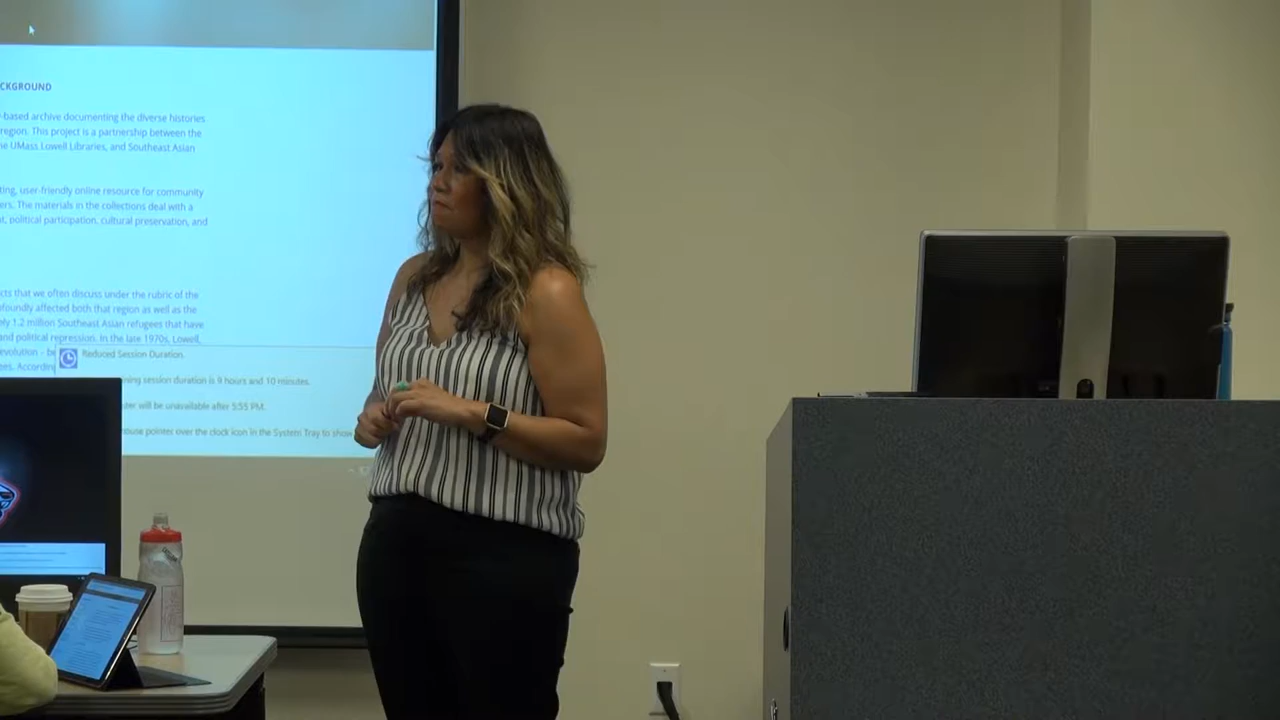 CKGROUND
-based archive documenting the diverse histories
region. This project is a partnership between the
he UMass Lowell Libraries, and Southeast Asian
ting, user-friendly online resource for community
ers. The materials in the collections deal with a
t, political participation, cultural preservation, and
cts that we often discuss under the rubric of the
foundly affected both that region as well as the
ly 1.2 million Southeast Asian refugees that have
and political repression. In the late 1970s, Lowell,
evolution - be
ees. Accordin
Reduced Session Duration.
ning session duration is 9 hours and 10 minutes.
ter will be unavailable after 5:55 PM.
ouse pointer over the clock icon in the System Tray to show